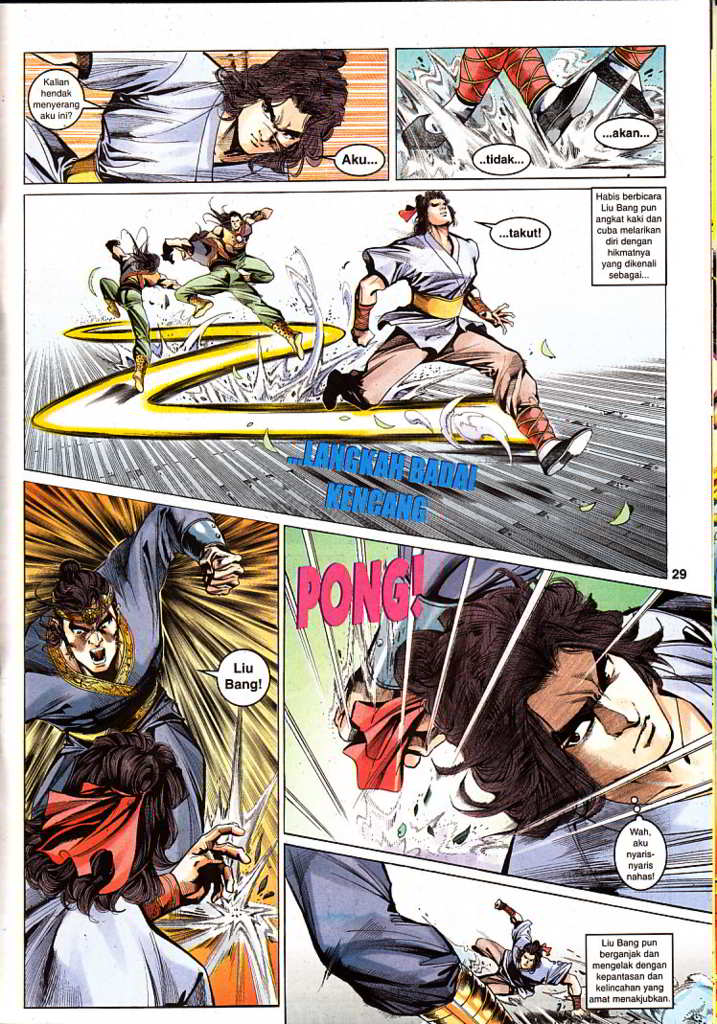 Kalian
hendak
menyerang
aku ini?
Aku...
..tidak...
...akan...
...takut!
Habis berbicara
Liu Bang pun
angkat kaki dan
cuba melarikan
diri dengan
hikmatnya
yang dikenali
sebagai...
...LANGKAH BADAI
KENCANG
29
Liu
Bang!
PONG!
Wah,
aku
nyaris-
nyaris
nahas!
Liu Bang pun
berganjak dan
mengelak dengan
kepantasan dan
kelincahan yang
amat menakjubkan.